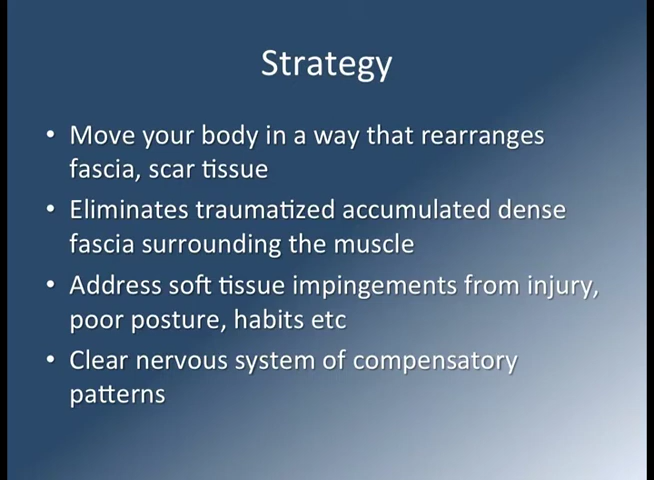 Strategy
• Move your body in a way that rearranges
fascia, scar tissue
• Eliminates traumatized accumulated dense
fascia surrounding the muscle
• Address soft tissue impingements from injury,
poor posture, habits etc
• Clear nervous system of compensatory
patterns